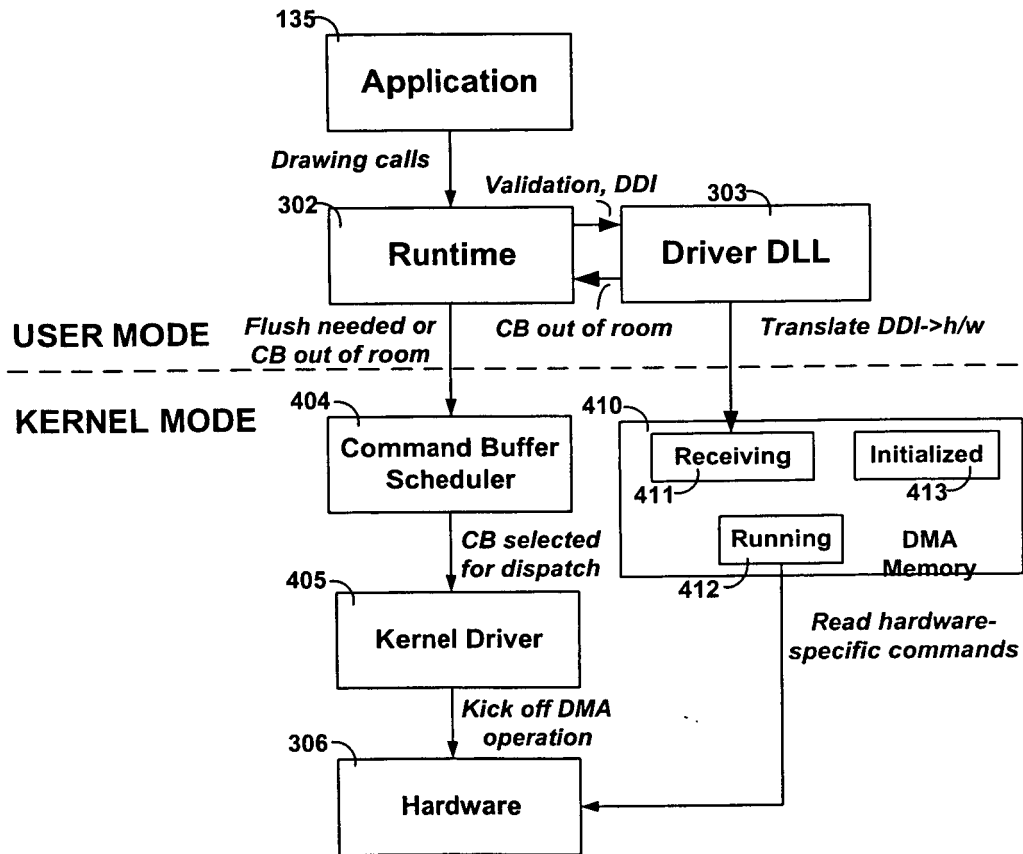 135
Application
Drawing calls
Validation, DDI
302
303
Runtime
Driver DLL
CB out of room
USER MODE
Flush needed or
CB out of room
Translate DDI->h/w
KERNEL MODE
404
Command Buffer
Scheduler
410
Receiving
411
Initialized
413
Running
412
DMA
Memory
CB selected
for dispatch
405
Kernel Driver
Read hardware-
specific commands
Kick off DMA
operation
306
Hardware